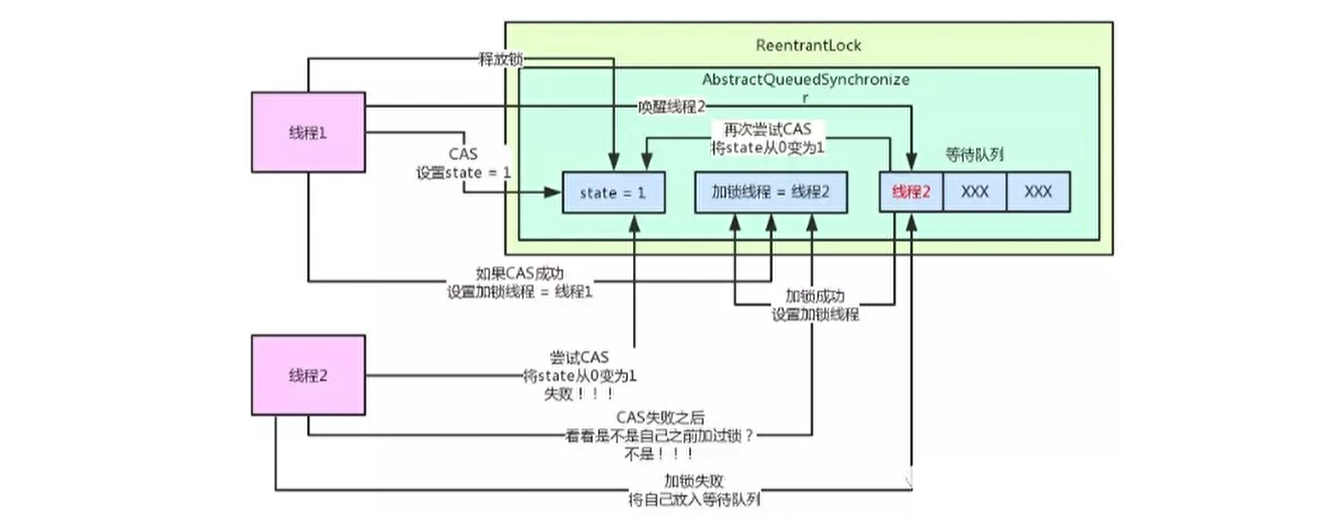 ReentrantLock
释放锁
AbstractQueuedSynchronize
r
唤醒线程2
线程1
再次尝试CAS
将state从0变为1
CAS
设置state = 1
等待队列
state = 1
加锁线程 = 线程2
线程2
XXX
XXX
如果CAS成功
设置加锁线程 = 线程1
加锁成功
设置加锁线程
线程2
尝试CAS
将state从0变为1
失败！！！
CAS失败之后
看看是不是自己之前加过锁？
不是！！！
加锁失败
将自己放入等待队列